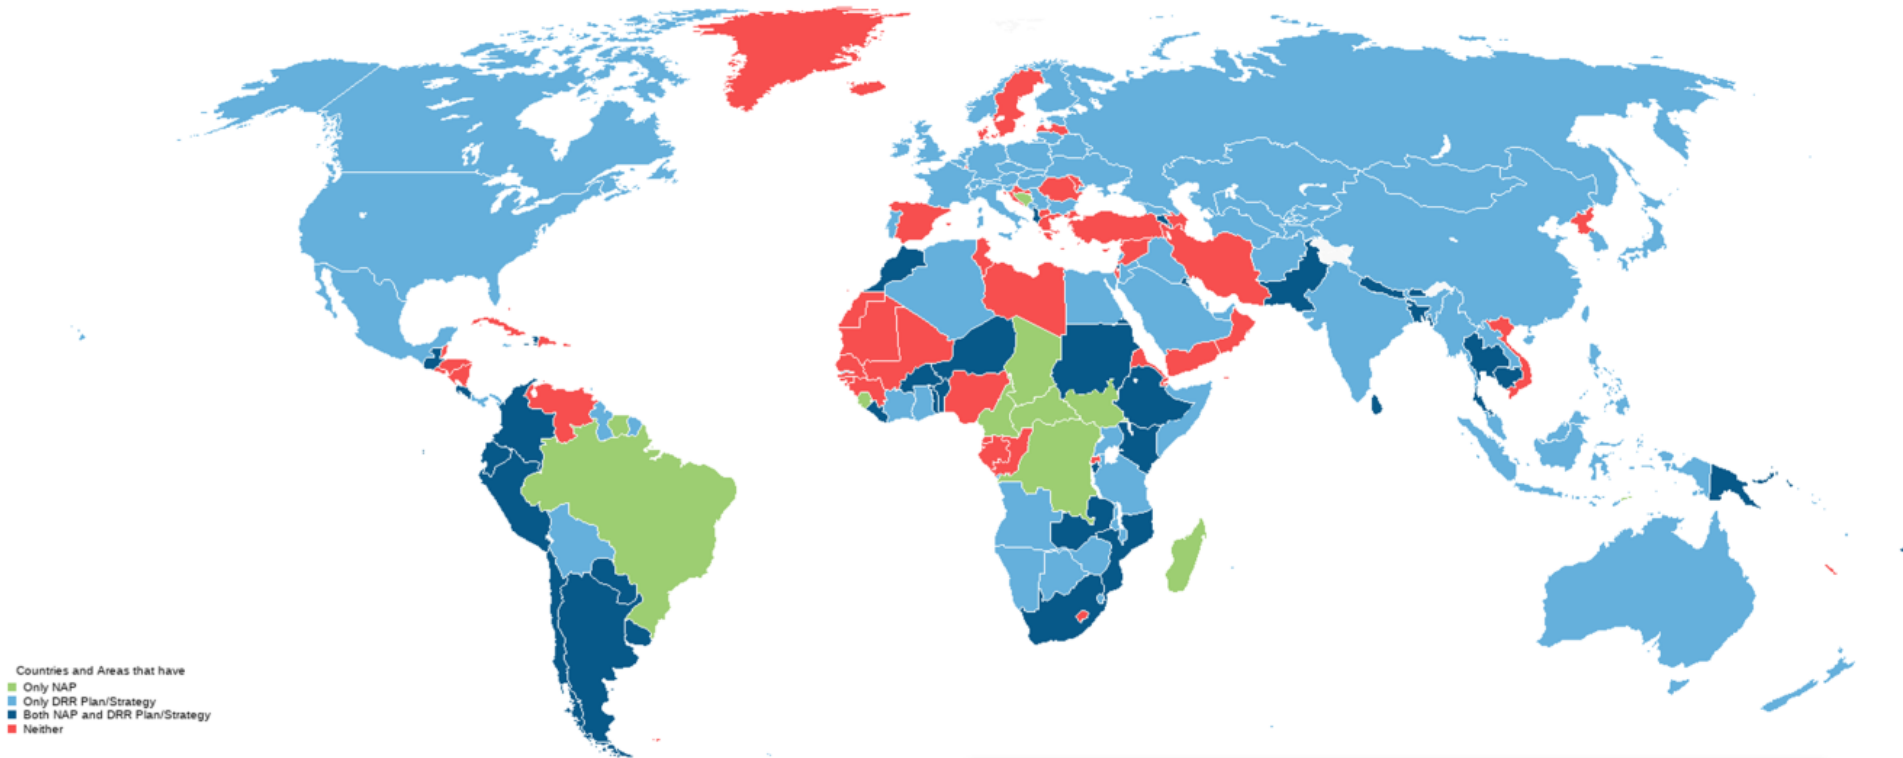 Countries and Areas that have
Only NAP
Only DRR Plan/Strategy
Both NAP and DRR Plan/Strategy
Neither